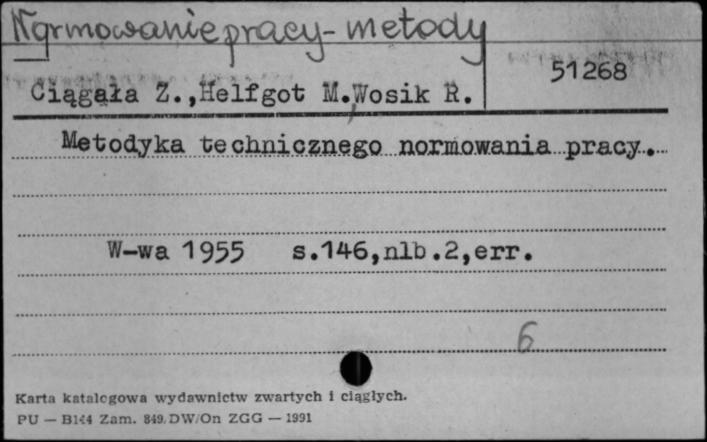 Normowanie pracy - metody
51268
Ciągała Z., Helfgot M., Wosik R.
Metodyka technicznego normowania pracy.
W-wa 1955 s.146,nlb.2,err.
6
Karta katalogowa wydawnictw zwartych i ciągłych.
PU — B144 Zam. 849. DW/On ZGG — 1991